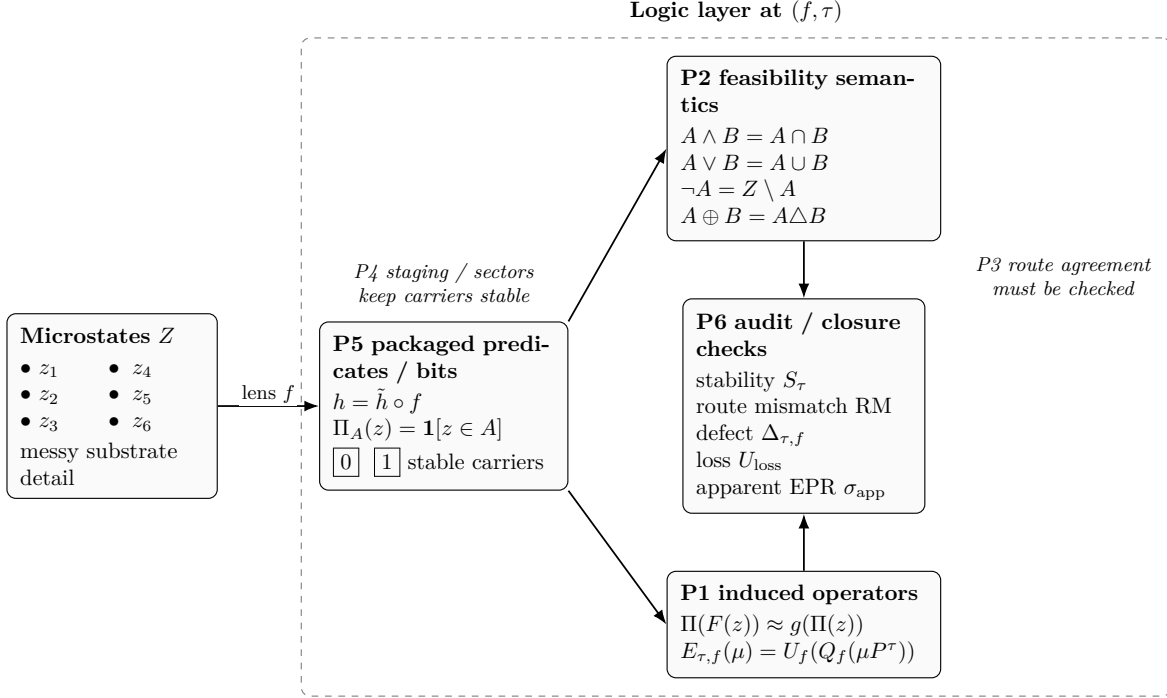 Logic layer at (f, τ)
Microstates Z
• z₁ • z₄
• z₂ • z₅
• z₃ • z₆
messy substrate
detail
lens f
P4 staging / sectors
keep carriers stable
P5 packaged predi-
cates / bits
h = h̃ ∘ f
Π_A(z) = 𝟏[z ∈ A]
0 1 stable carriers
P2 feasibility seman-
tics
A ∧ B = A ∩ B
A ∨ B = A ∪ B
¬A = Z \ A
A ⊕ B = A△B
P3 route agreement
must be checked
P6 audit / closure
checks
stability S_τ
route mismatch RM
defect Δ_{τ,f}
loss U_loss
apparent EPR σ_app
P1 induced operators
Π(F(z)) ≈ g(Π(z))
E_{τ,f}(μ) = U_f(Q_f(μP^τ))